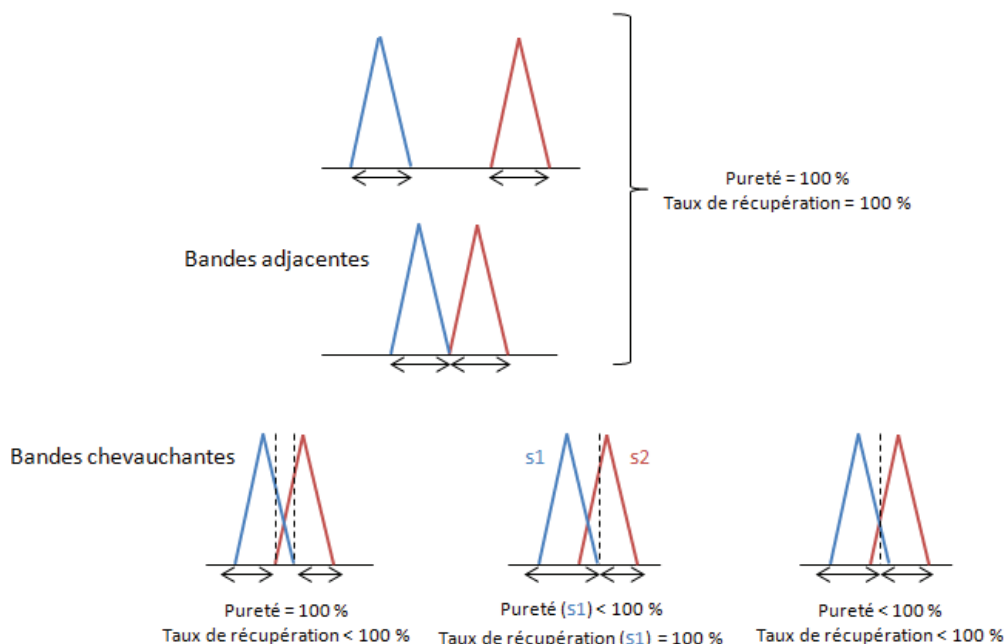 Pureté = 100 %
Taux de récupération = 100 %
Bandes adjacentes
Bandes chevauchantes
s1
s2
Pureté = 100 %
Taux de récupération < 100 %
Pureté (s1) < 100 %
Taux de récupération (s1) = 100 %
Pureté < 100 %
Taux de récupération < 100 %